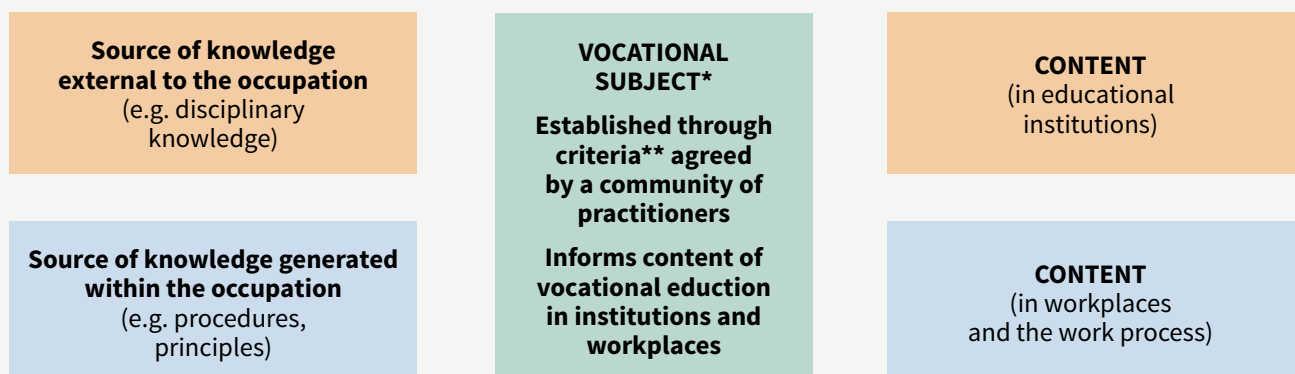 Source of knowledge
external to the occupation
(e.g. disciplinary
knowledge)
Source of knowledge generated
within the occupation
(e.g. procedures,
principles)
VOCATIONAL
SUBJECT*
Established through
criteria** agreed
by a community of
practitioners
Informs content of
vocational eduction
in institutions and
workplaces
CONTENT
(in educational
institutions)
CONTENT
(in workplaces
and the work process)